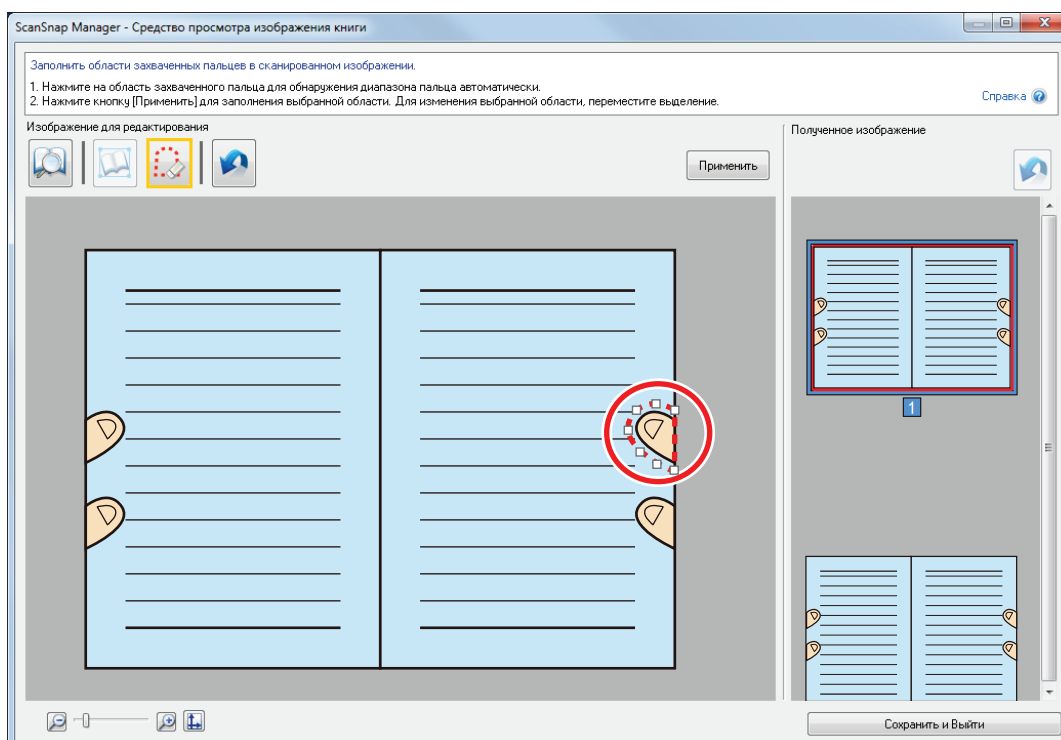 ScanSnap Manager - Средство просмотра изображения книги
Заполнить области захваченных пальцев в сканированном изображении.
1. Нажмите на область захваченного пальца для обнаружения диапазона пальца автоматически.
2. Нажмите кнопку [Применить] для заполнения выбранной области. Для изменения выбранной области, переместите выделение.
Справка
Изображение для редактирования
Полученное изображение
Применить
1
Сохранить и Выйти